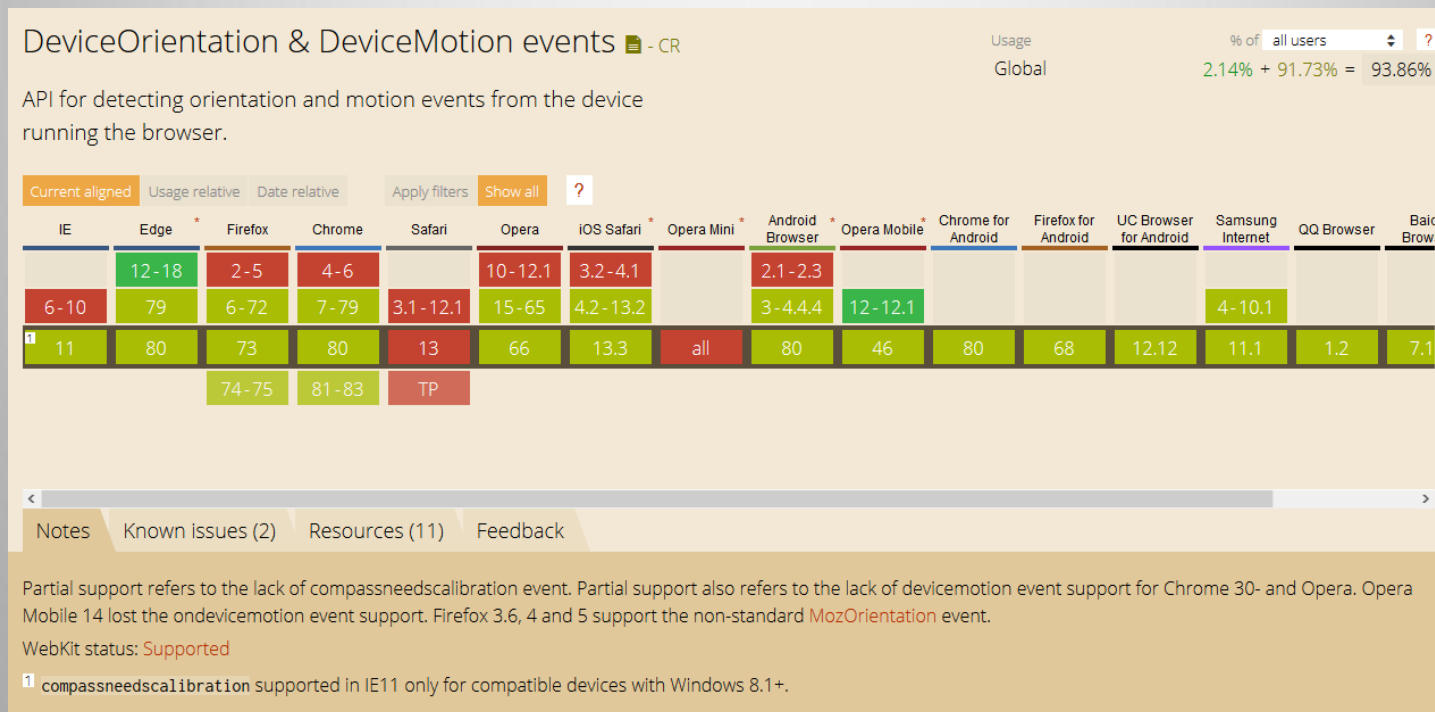 DeviceOrientation & DeviceMotion events - CR
Usage % of all users ?
Global 2.14% + 91.73% = 93.86%
API for detecting orientation and motion events from the device
running the browser.
Current aligned Usage relative Date relative Apply filters Show all ?
IE Edge * Firefox Chrome Safari Opera iOS Safari * Opera Mini * Android Browser * Opera Mobile * Chrome for Android Firefox for Android UC Browser for Android Samsung Internet QQ Browser
12-18 2-5 4-6 10-12.1 3.2-4.1 2.1-2.3
6-10 79 6-72 7-79 3.1-12.1 15-65 4.2-13.2 3-4.4.4 12-12.1 4-10.1
1 11 80 73 80 13 66 13.3 all 80 46 80 68 12.12 11.1 1.2
74-75 81-83 TP
Notes Known issues (2) Resources (11) Feedback
Partial support refers to the lack of compassneedscalibration event. Partial support also refers to the lack of devicemotion event support for Chrome 30- and Opera. Opera
Mobile 14 lost the ondevicemotion event support. Firefox 3.6, 4 and 5 support the non-standard MozOrientation event.
WebKit status: Supported
1 compassneedscalibration supported in IE11 only for compatible devices with Windows 8.1+.